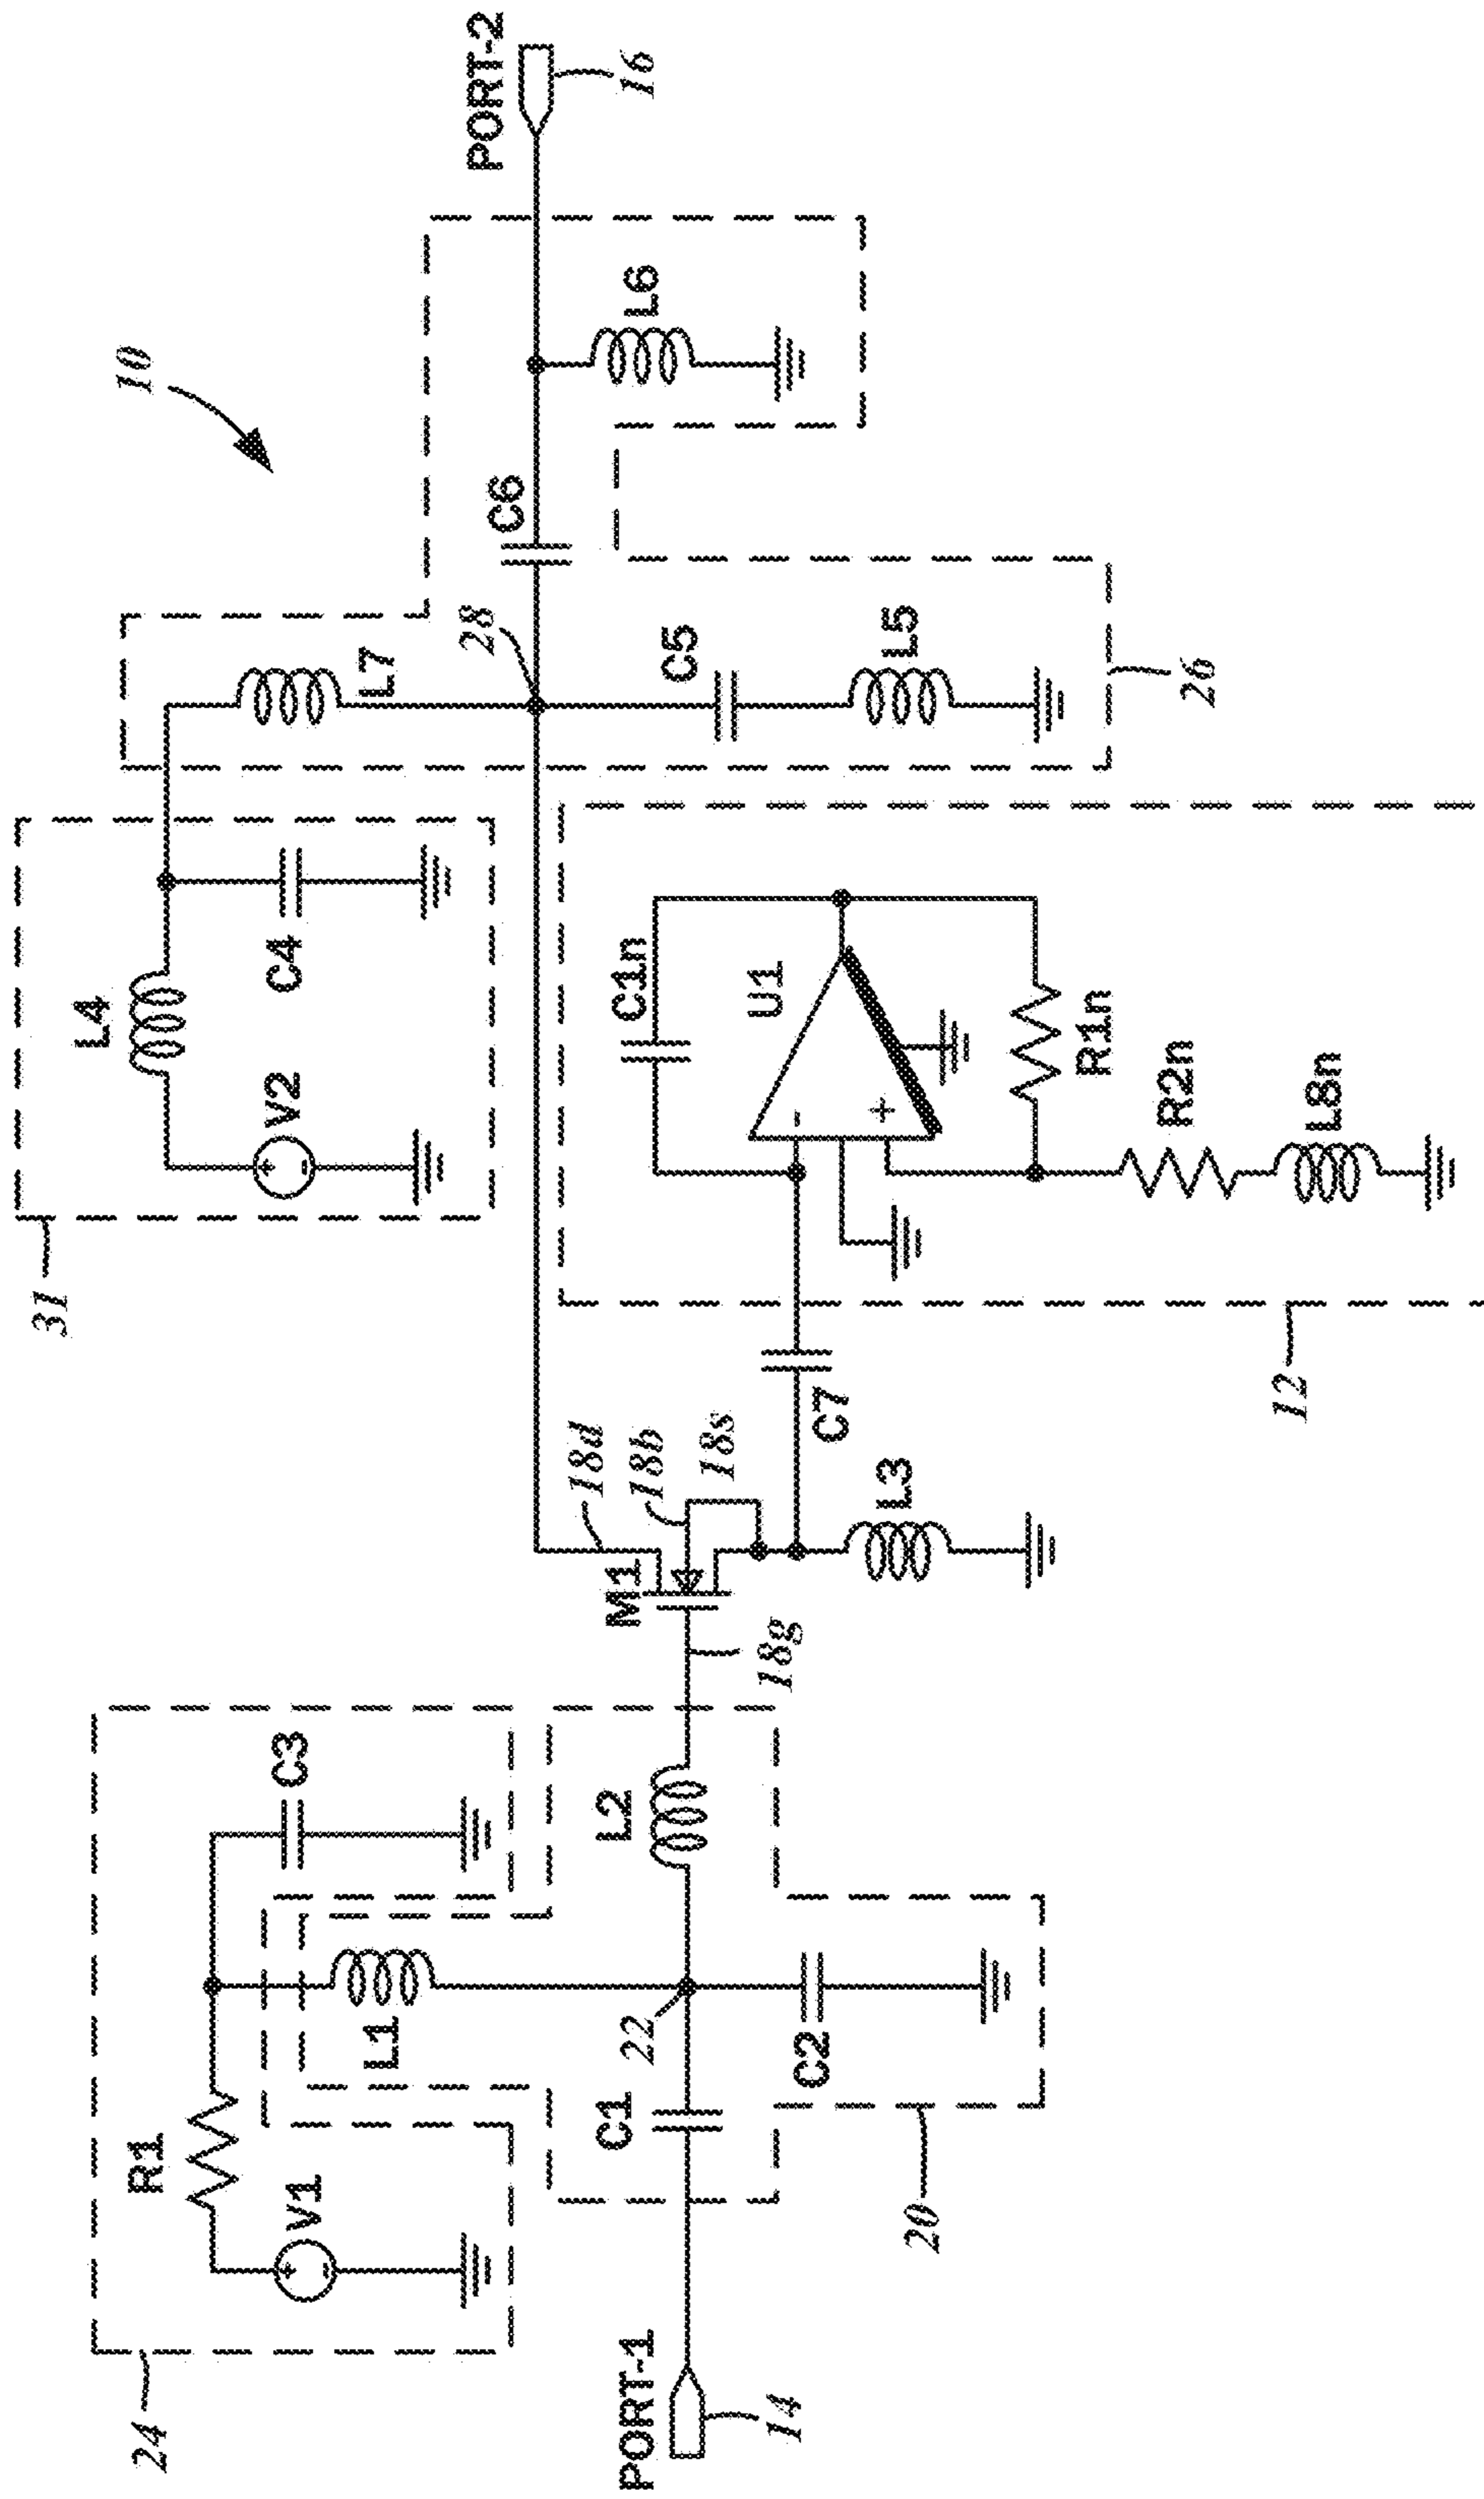 10
31
L4
V2
C4
L7
28
C6
PORT-2
16
L6
C5
L5
26
24
R1
V1
C3
L1
22
C1
L2
C2
20
PORT-1
14
M1
18d
18b
18s
18g
C7
L3
C1n
U1
-
+
R1n
R2n
L8n
12
+
-
+
-